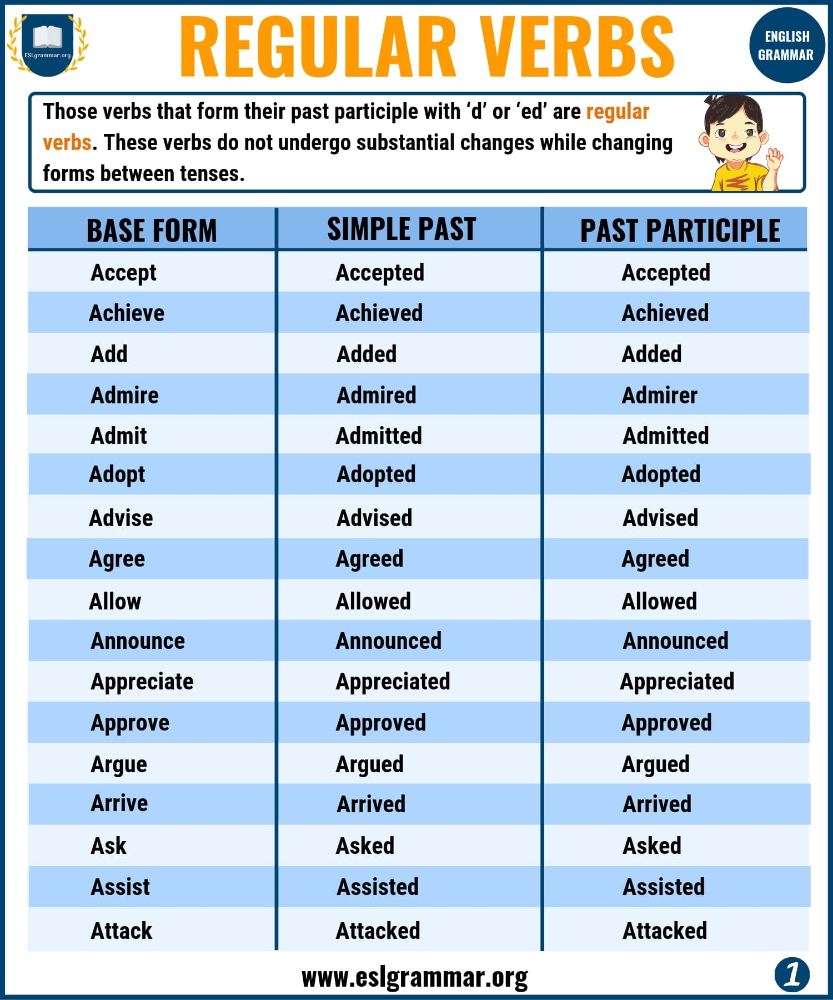 ESLgrammar.org
REGULAR VERBS
ENGLISH
GRAMMAR
Those verbs that form their past participle with ‘d’ or ‘ed’ are regular
verbs. These verbs do not undergo substantial changes while changing
forms between tenses.
BASE FORM SIMPLE PAST PAST PARTICIPLE
Accept Accepted Accepted
Achieve Achieved Achieved
Add Added Added
Admire Admired Admirer
Admit Admitted Admitted
Adopt Adopted Adopted
Advise Advised Advised
Agree Agreed Agreed
Allow Allowed Allowed
Announce Announced Announced
Appreciate Appreciated Appreciated
Approve Approved Approved
Argue Argued Argued
Arrive Arrived Arrived
Ask Asked Asked
Assist Assisted Assisted
Attack Attacked Attacked
www.eslgrammar.org
1